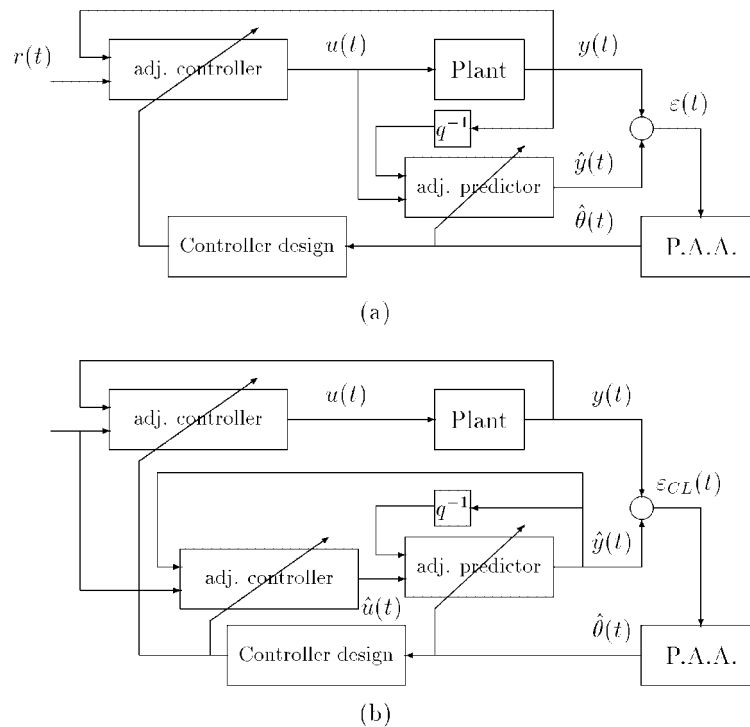 u(t)
y(t)
r(t)
adj. controller
Plant
ε(t)
q⁻¹
adj. predictor
ŷ(t)
θ̂(t)
Controller design
P.A.A.
(a)
u(t)
y(t)
adj. controller
Plant
ε_{CL}(t)
q⁻¹
ŷ(t)
adj. controller
adj. predictor
û(t)
θ̂(t)
Controller design
P.A.A.
(b)